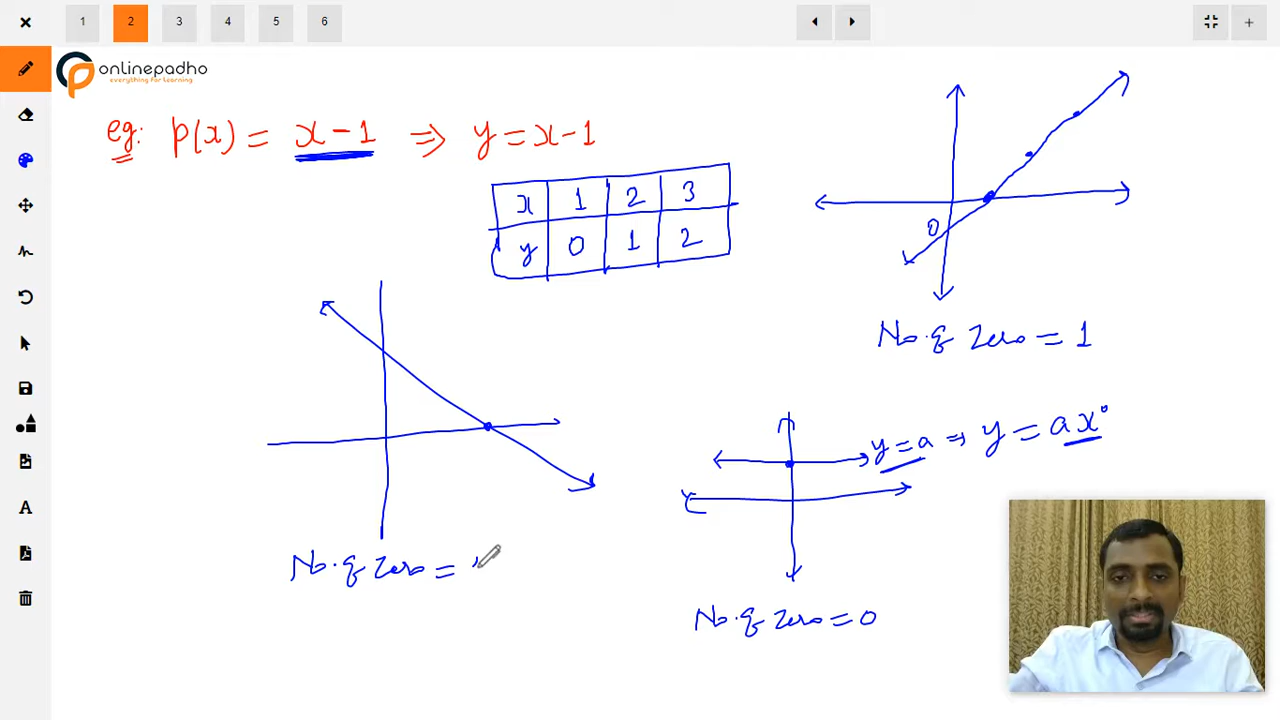 1 2 3 4 5 6
onlinepadho
everything for learning
eg: p(x) = x-1 ⇒ y = x-1
x 1 2 3
y 0 1 2
0
No. of Zero = 1
y = a ⇒ y = ax⁰
No. of Zero =
No. of Zero = 0
A